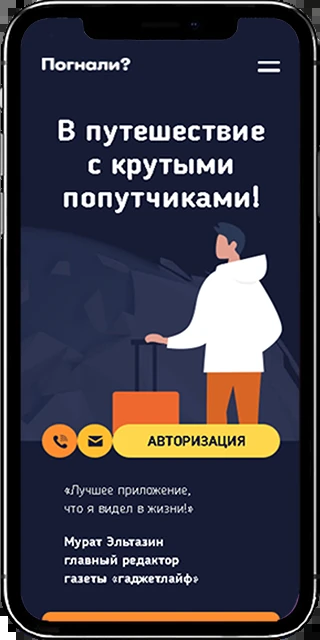 Погнали?
В путешествие
с крутыми
попутчиками!
АВТОРИЗАЦИЯ
«Лучшее приложение,
что я видел в жизни!»
Мурат Эльтазин
главный редактор
газеты «гаджетлайф»